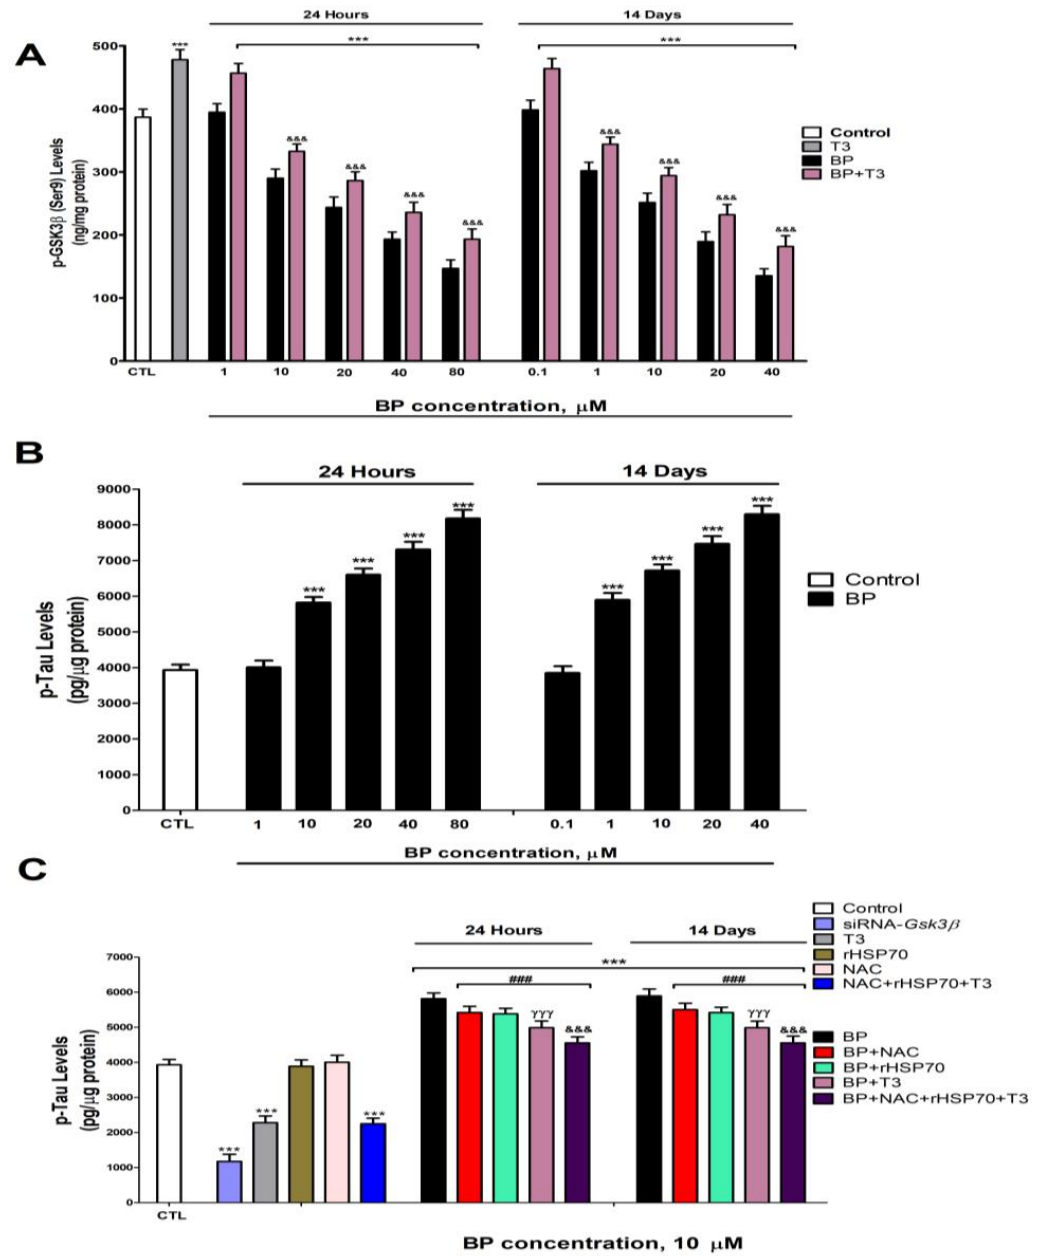 A
24 Hours
14 Days
*** *** ***
500
400
300
200
100
0
p-GSK3β (Ser9) Levels
(ng/mg protein)
&&& &&& &&& &&& &&& &&& &&& &&&
Control
T3
BP
BP+T3
CTL 1 10 20 40 80 0.1 1 10 20 40
BP concentration, µM
B
24 Hours
14 Days
9000
8000
7000
6000
5000
4000
3000
2000
1000
0
p-Tau Levels
(pg/µg protein)
*** *** *** *** *** *** *** ***
Control
BP
CTL 1 10 20 40 80 0.1 1 10 20 40
BP concentration, µM
C
24 Hours
14 Days
7000
6000
5000
4000
3000
2000
1000
0
p-Tau Levels
(pg/µg protein)
***
### ###
γγγ &&& γγγ &&&
*** *** ***
Control
siRNA-Gsk3β
T3
rHSP70
NAC
NAC+rHSP70+T3
BP
BP+NAC
BP+rHSP70
BP+T3
BP+NAC+rHSP70+T3
CTL
BP concentration, 10 µM